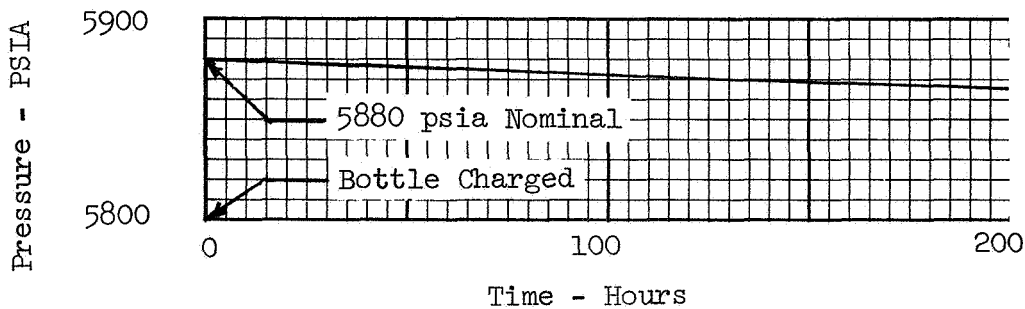 5900
Pressure - PSIA
5880 psia Nominal
Bottle Charged
5800
0
100
200
Time - Hours